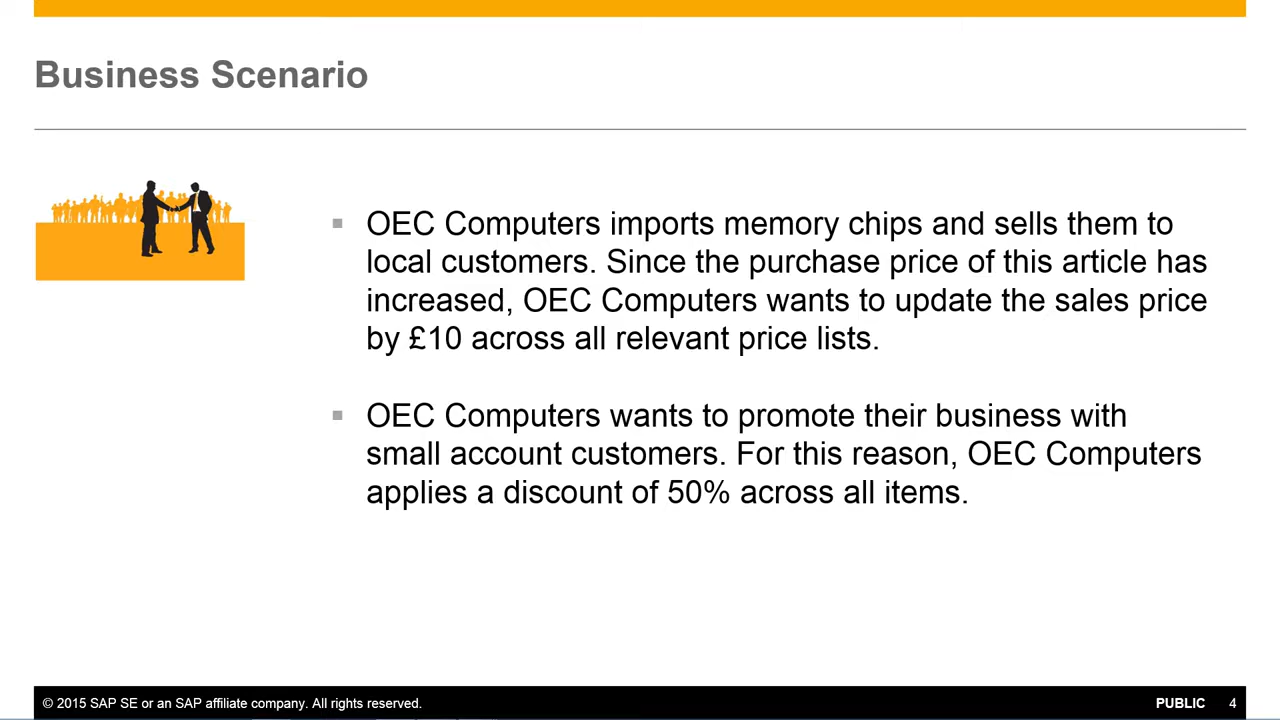 Business Scenario
OEC Computers imports memory chips and sells them to
local customers. Since the purchase price of this article has
increased, OEC Computers wants to update the sales price
by £10 across all relevant price lists.
OEC Computers wants to promote their business with
small account customers. For this reason, OEC Computers
applies a discount of 50% across all items.
© 2015 SAP SE or an SAP affiliate company. All rights reserved.
PUBLIC 4